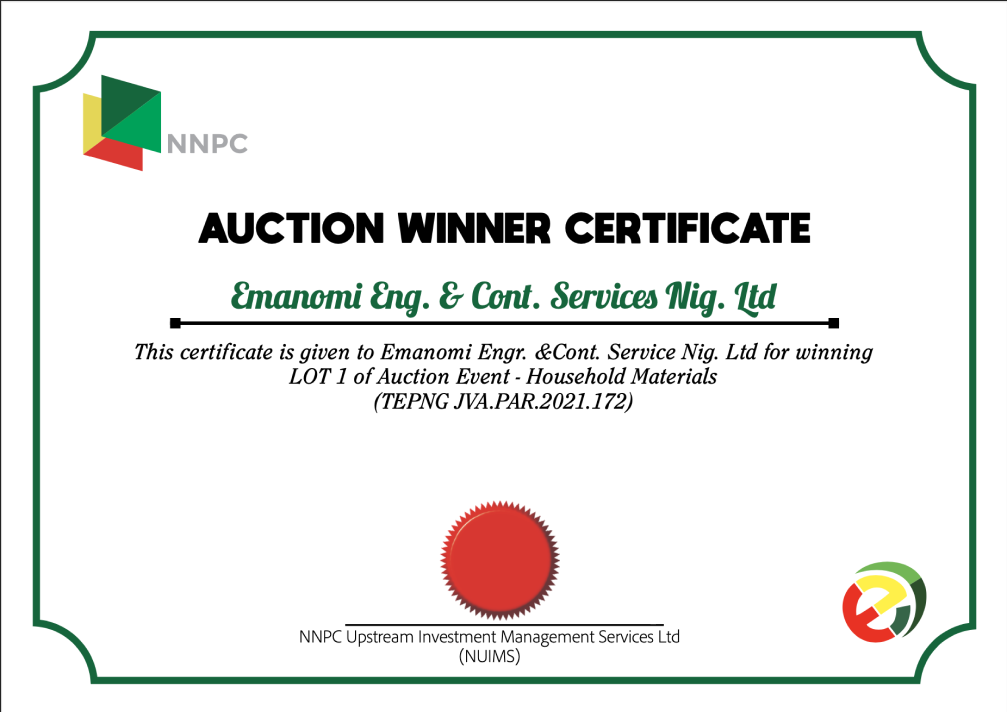 NNPC
AUCTION WINNER CERTIFICATE
Emanomi Eng. & Cont. Services Nig. Ltd
This certificate is given to Emanomi Engr. &Cont. Service Nig. Ltd for winning
LOT 1 of Auction Event - Household Materials
(TEPNG JVA.PAR.2021.172)
NNPC Upstream Investment Management Services Ltd
(NUIMS)